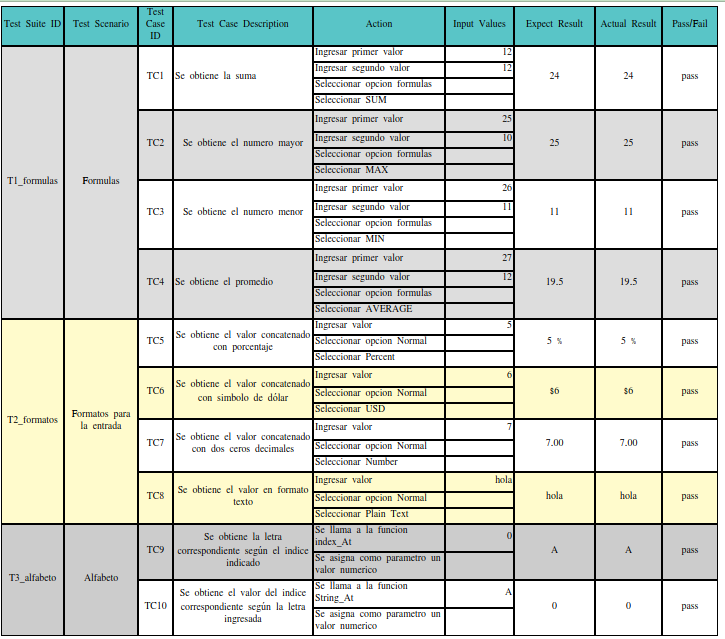 Test Suite ID Test Scenario Test Case ID Test Case Description Action Input Values Expect Result Actual Result Pass/Fail
T1_formulas Formulas
TC1 Se obtiene la suma
Ingresar primer valor 12
Ingresar segundo valor 12
Seleccionar opcion formulas
Seleccionar SUM
24 24 pass
TC2 Se obtiene el numero mayor
Ingresar primer valor 25
Ingresar segundo valor 10
Seleccionar opcion formulas
Seleccionar MAX
25 25 pass
TC3 Se obtiene el numero menor
Ingresar primer valor 26
Ingresar segundo valor 11
Seleccionar opcion formulas
Seleccionar MIN
11 11 pass
TC4 Se obtiene el promedio
Ingresar primer valor 27
Ingresar segundo valor 12
Seleccionar opcion formulas
Seleccionar AVERAGE
19.5 19.5 pass
T2_formatos Formatos para
la entrada
TC5 Se obtiene el valor concatenado
con porcentaje
Ingresar valor 5
Seleccionar opcion Normal
Seleccionar Percent
5 % 5 % pass
TC6 Se obtiene el valor concatenado
con simbolo de dólar
Ingresar valor 6
Seleccionar opcion Normal
Seleccionar USD
$6 $6 pass
TC7 Se obtiene el valor concatenado
con dos ceros decimales
Ingresar valor 7
Seleccionar opcion Normal
Seleccionar Number
7.00 7.00 pass
TC8 Se obtiene el valor en formato
texto
Ingresar valor hola
Seleccionar opcion Normal
Seleccionar Plain Text
hola hola pass
T3_alfabeto Alfabeto
TC9 Se obtiene la letra
correspondiente según el indice
indicado
Se llama a la funcion
index_At 0
Se asigna como parametro un
valor numerico
A A pass
TC10 Se obtiene el valor del indice
correspondiente según la letra
ingresada
Se llama a la funcion
String_At A
Se asigna como parametro un
valor numerico
0 0 pass